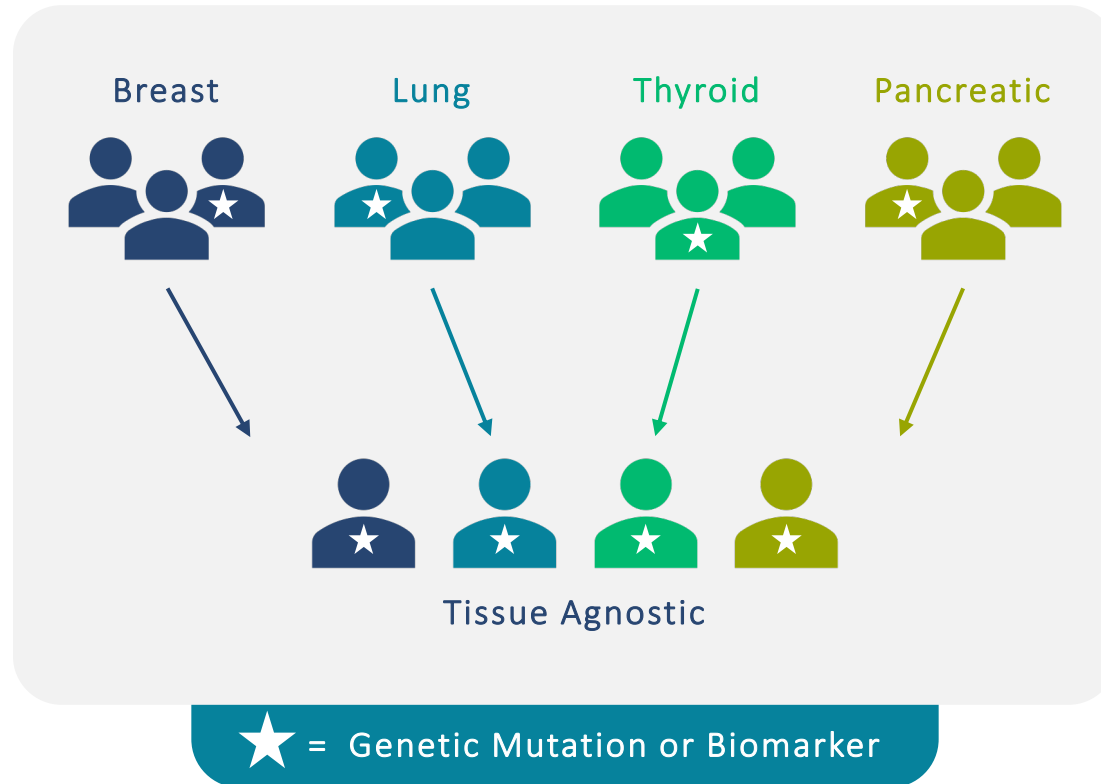 Breast Lung Thyroid Pancreatic
Tissue Agnostic
= Genetic Mutation or Biomarker